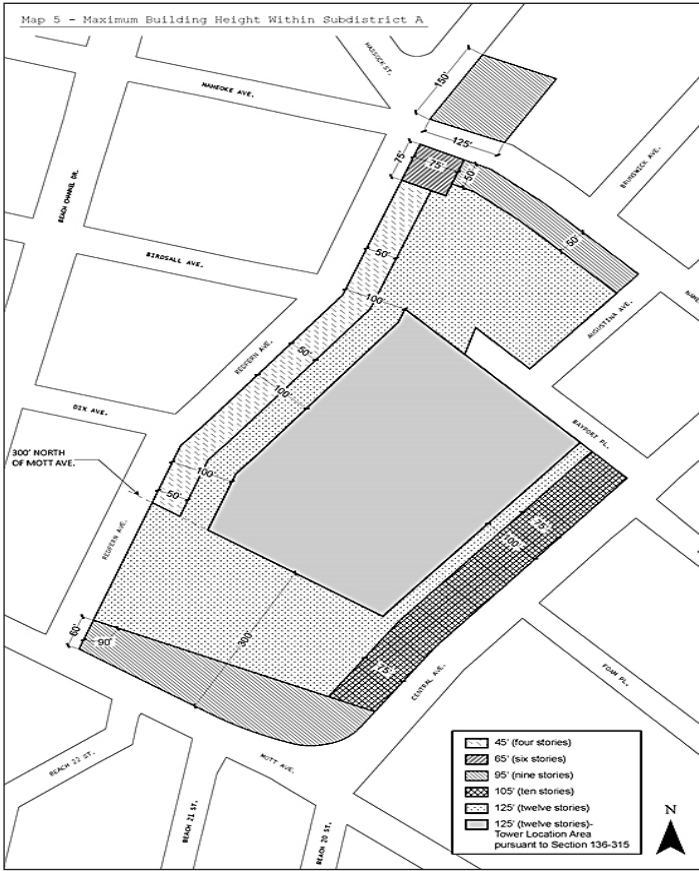 Map 5 - Maximum Building Height Within Subdistrict A
HASSOCK ST.
NAMEOKE AVE.
150'
125'
75'
75'
50'
BRUNSWICK AVE.
BEACH CHANNEL DR.
50'
BIRDSALL AVE.
50'
100'
AUGUSTINA AVE.
REDFERN AVE.
50'
100'
DIX AVE.
BAYPORT PL.
300' NORTH
OF MOTT AVE.
100'
50'
75'
100'
REDFERN AVE.
60'
90'
300'
75'
CENTRAL AVE.
FOAM PL.
BEACH 22 ST.
MOTT AVE.
BEACH 21 ST.
BEACH 20 ST.
45' (four stories)
65' (six stories)
95' (nine stories)
105' (ten stories)
125' (twelve stories)
125' (twelve stories)-
Tower Location Area
pursuant to Section 136-315
N